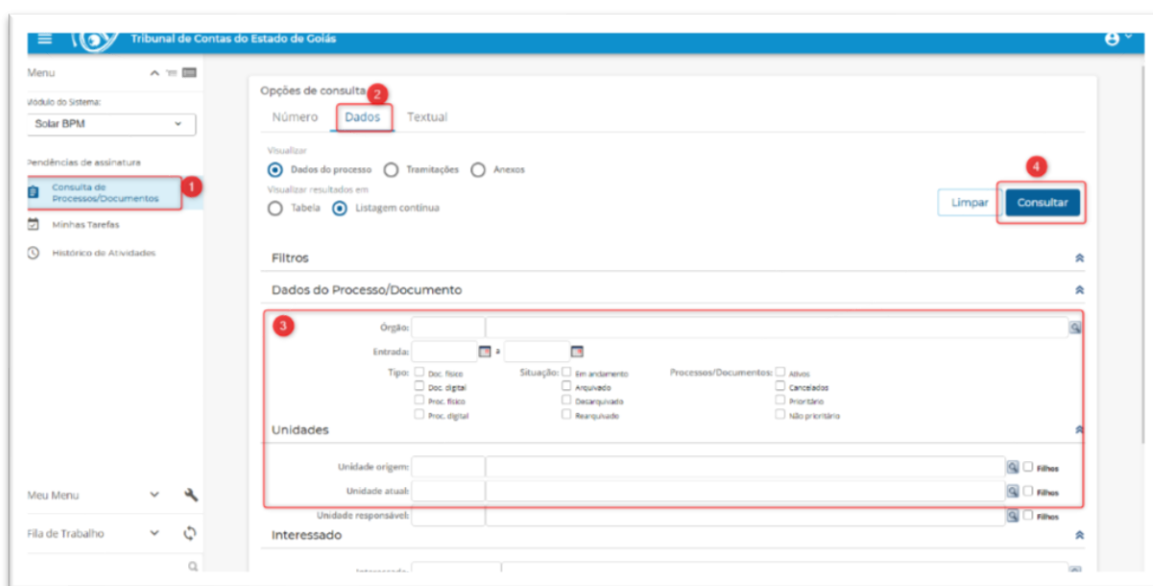 Tribunal de Contas do Estado de Goiás
Menu
Módulo do Sistema:
Solar BPM
Pendências de assinatura
Consulta de
Processos/Documentos
1
Minhas Tarefas
Histórico de Atividades
Meu Menu
Fila de Trabalho
Opções de consulta
2
Número Dados Textual
Visualizar
Dados do processo Tramitações Anexos
Visualizar resultados em
Tabela Listagem contínua
4
Limpar Consultar
Filtros
Dados do Processo/Documento
3
Órgão:
Entrada: a
Tipo: Doc. físico Situação: Em andamento Processos/Documentos: Ativos
Doc. digital Arquivado Cancelados
Proc. físico Desarquivado Prioritário
Proc. digital Rearquivado Não prioritário
Unidades
Unidade origem: Filhos
Unidade atual: Filhos
Unidade responsável: Filhos
Interessado
Interessado: